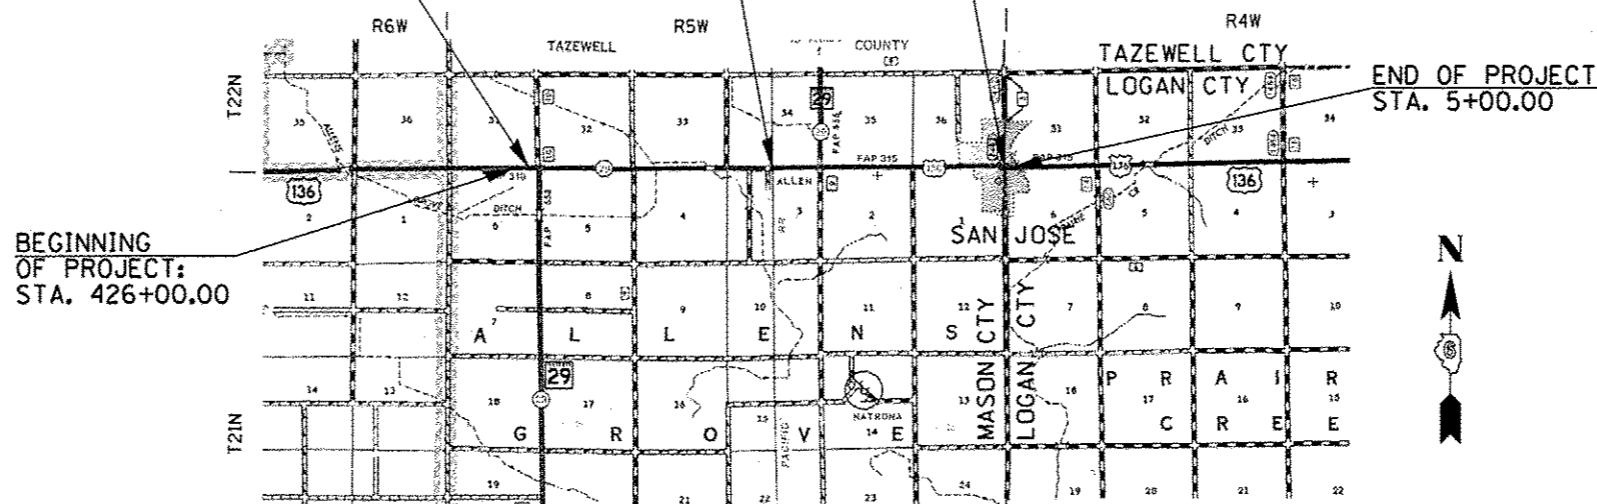 R6W
R5W
R4W
TAZEWELL
COUNTY
TAZEWELL CTY
LOGAN CTY
END OF PROJECT
STA. 5+00.00
T22N
35
36
31
32
33
34
29
35
36
31
32
33
34
FAP 315
136
136
136
ALLEN
DITCH
DITCH
2
1
6
5
4
3
2
1
6
5
4
3
SAN JOSE
BEGINNING
OF PROJECT:
STA. 426+00.00
N
FAP
11
12
7
8
9
10
11
12
7
8
9
10
A L L E N S
MASON CTY
LOGAN CTY
RR
29
14
13
18
17
16
15
13
18
17
16
15
P R A I R
NATRONA
14
T21N
G R O V E
C R E E
PACIFIC
19
21
22
23
24
19
20
21
22